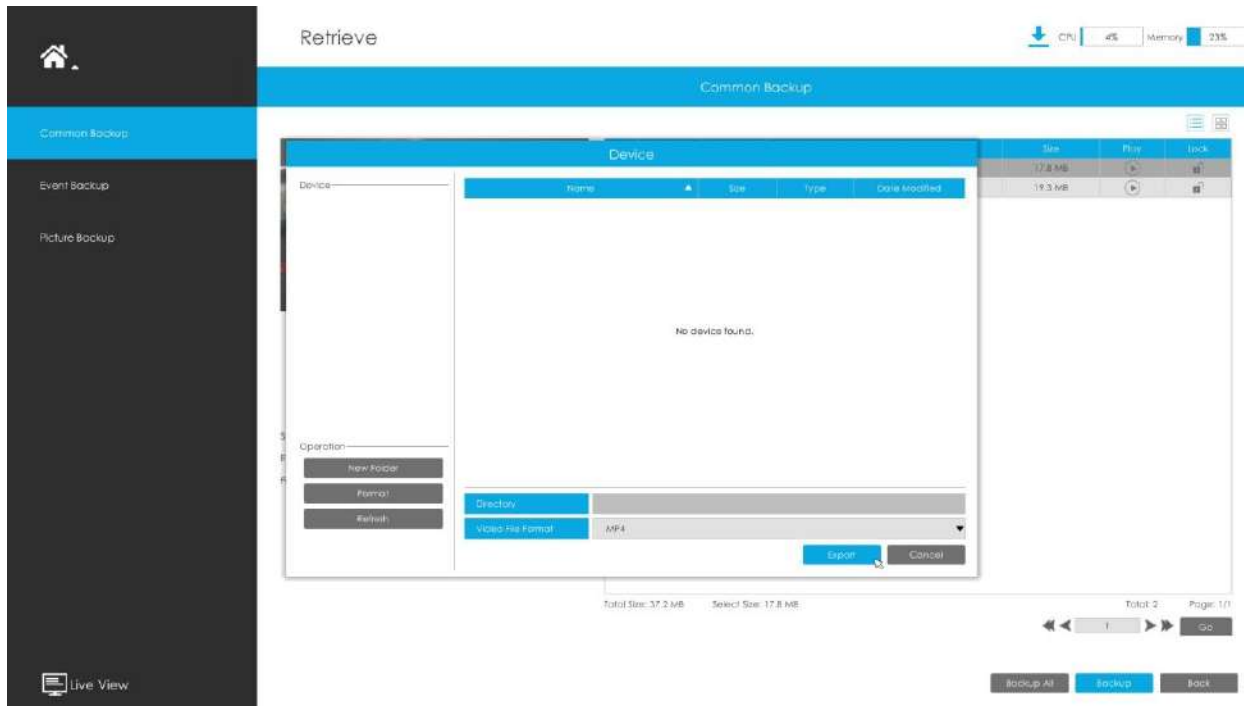 Retrieve
CPU 4% Memory 23%
Common Backup
Common Backup
Event Backup
Picture Backup
Live View
Size Play Lock
17.8 MB
19.3 MB
Device
Device
Name Size Type Date Modified
No device found.
Operation
New Folder
Format
Refresh
Directory
Video File Format MP4
Export Cancel
Total Size: 37.2 MB Select Size: 17.8 MB Total: 2 Page: 1/1
1 Go
Backup All Backup Back